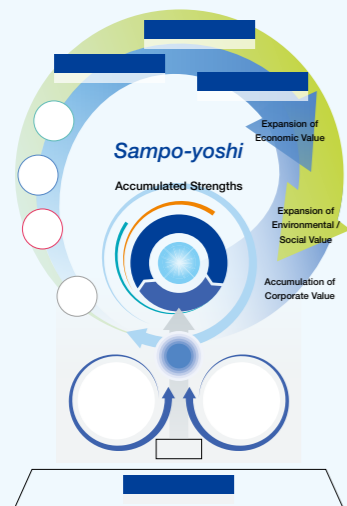 Expansion of
Economic Value
Sampo-yoshi
Accumulated Strengths
Expansion of
Environmental /
Social Value
Accumulation of
Corporate Value